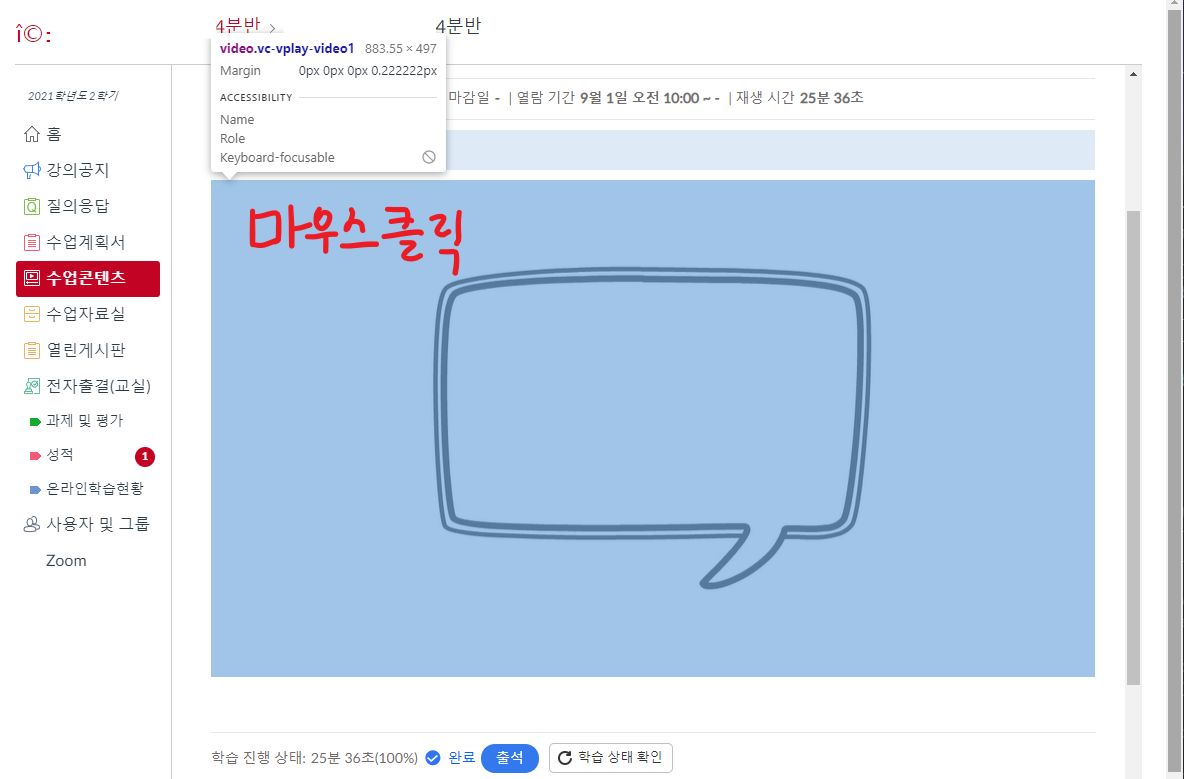 î©:
4분반 >
4분반
video.vc-vplay-video1 883.55 × 497
Margin 0px 0px 0px 0.222222px
ACCESSIBILITY
Name
Role
Keyboard-focusable
2021학년도 2학기
마감일 - | 열람 기간 9월 1일 오전 10:00 ~ - | 재생 시간 25분 36초
홈
강의공지
질의응답
수업계획서
수업콘텐츠
수업자료실
열린게시판
전자출결(교실)
과제 및 평가
성적 1
온라인학습현황
사용자 및 그룹
Zoom
마우스클릭
학습 진행 상태: 25분 36초(100%) 완료 출석 학습 상태 확인